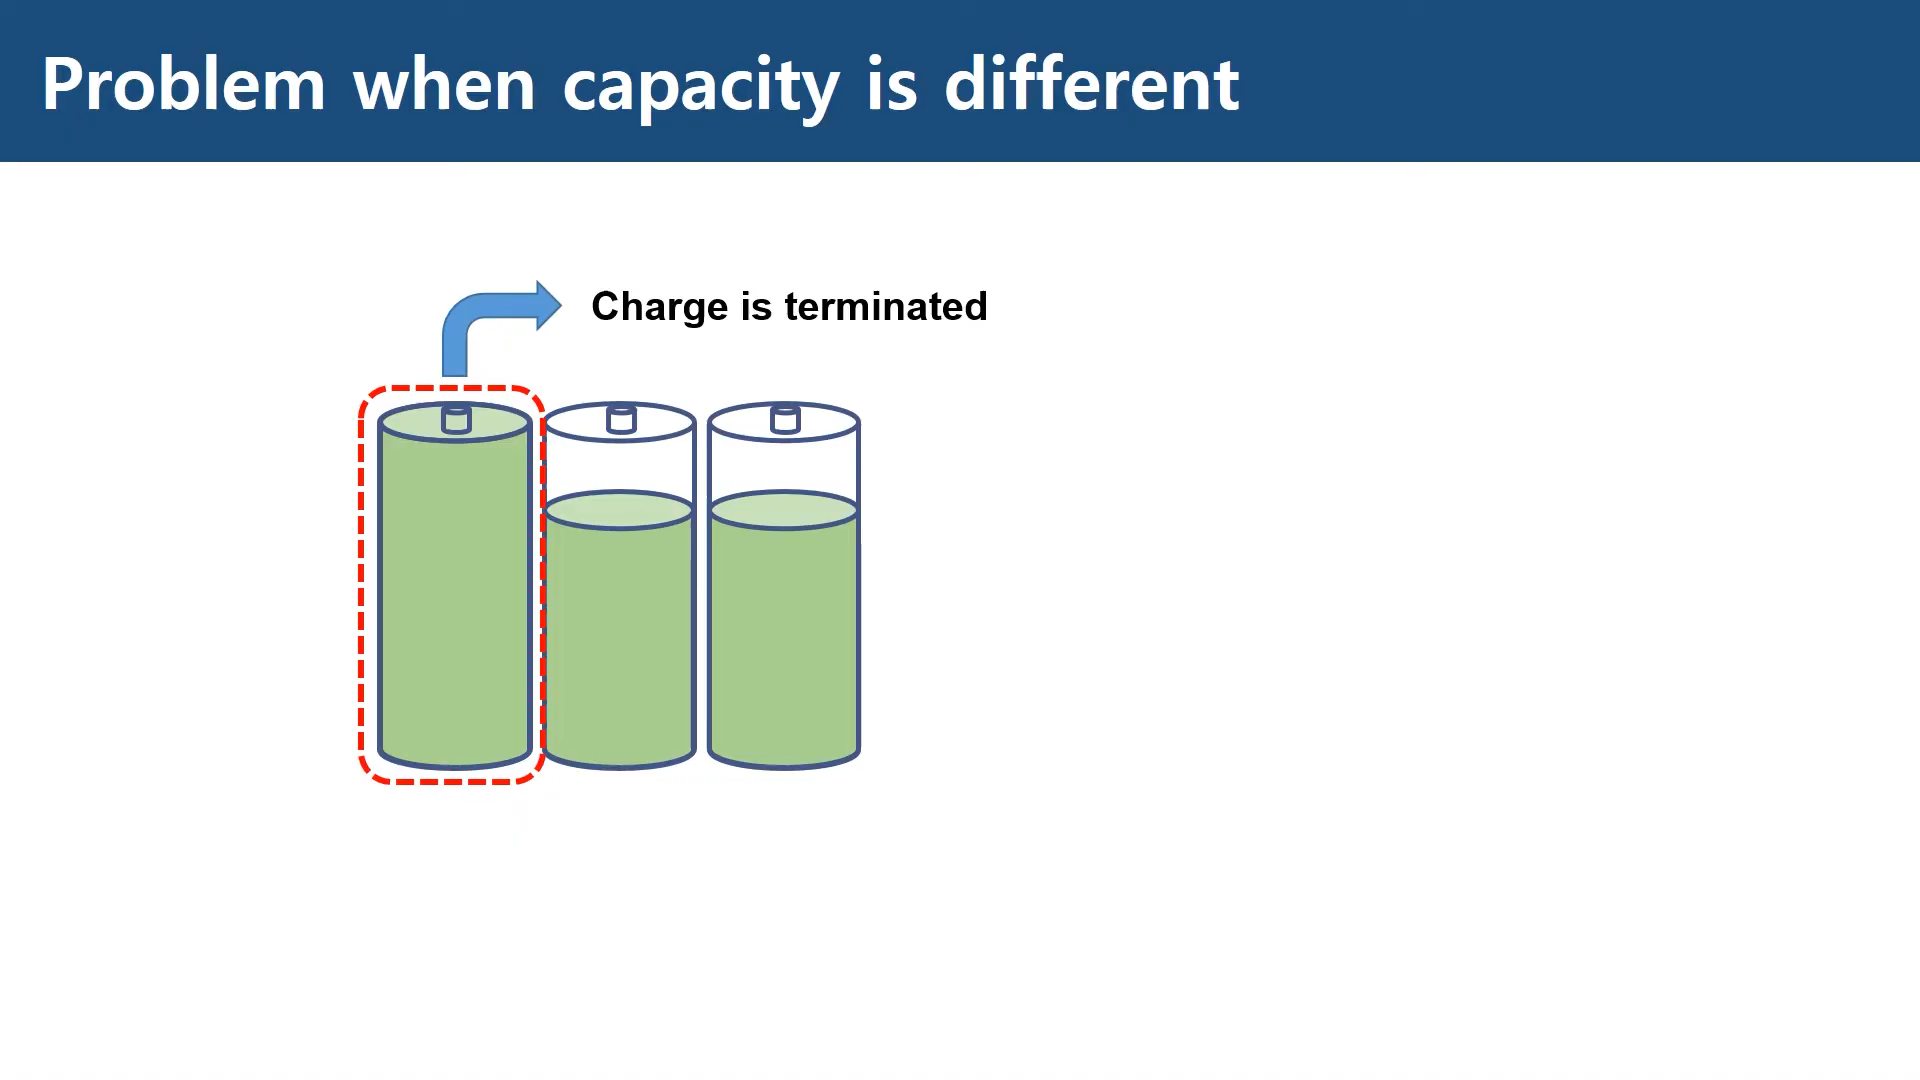 Problem when capacity is different
Charge is terminated